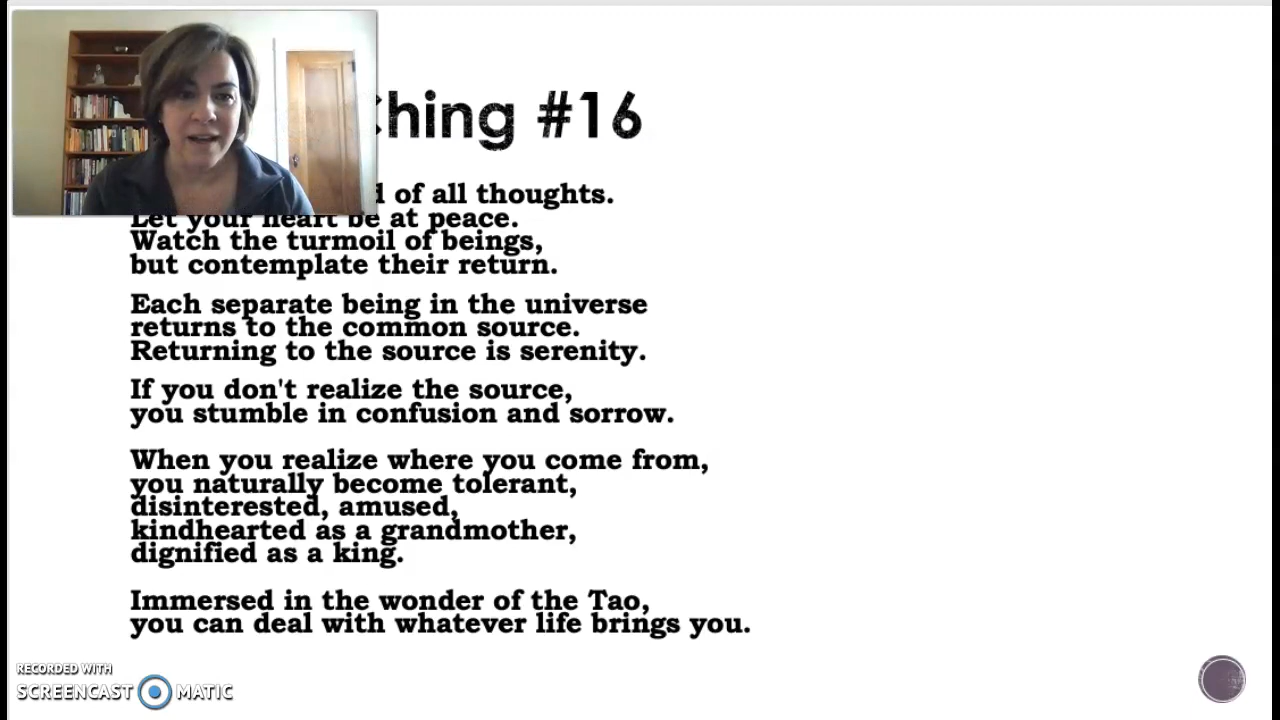 hing #16
of all thoughts.
Let your heart be at peace.
Watch the turmoil of beings,
but contemplate their return.
Each separate being in the universe
returns to the common source.
Returning to the source is serenity.
If you don't realize the source,
you stumble in confusion and sorrow.
When you realize where you come from,
you naturally become tolerant,
disinterested, amused,
kindhearted as a grandmother,
dignified as a king.
Immersed in the wonder of the Tao,
you can deal with whatever life brings you.
RECORDED WITH
SCREENCAST MATIC